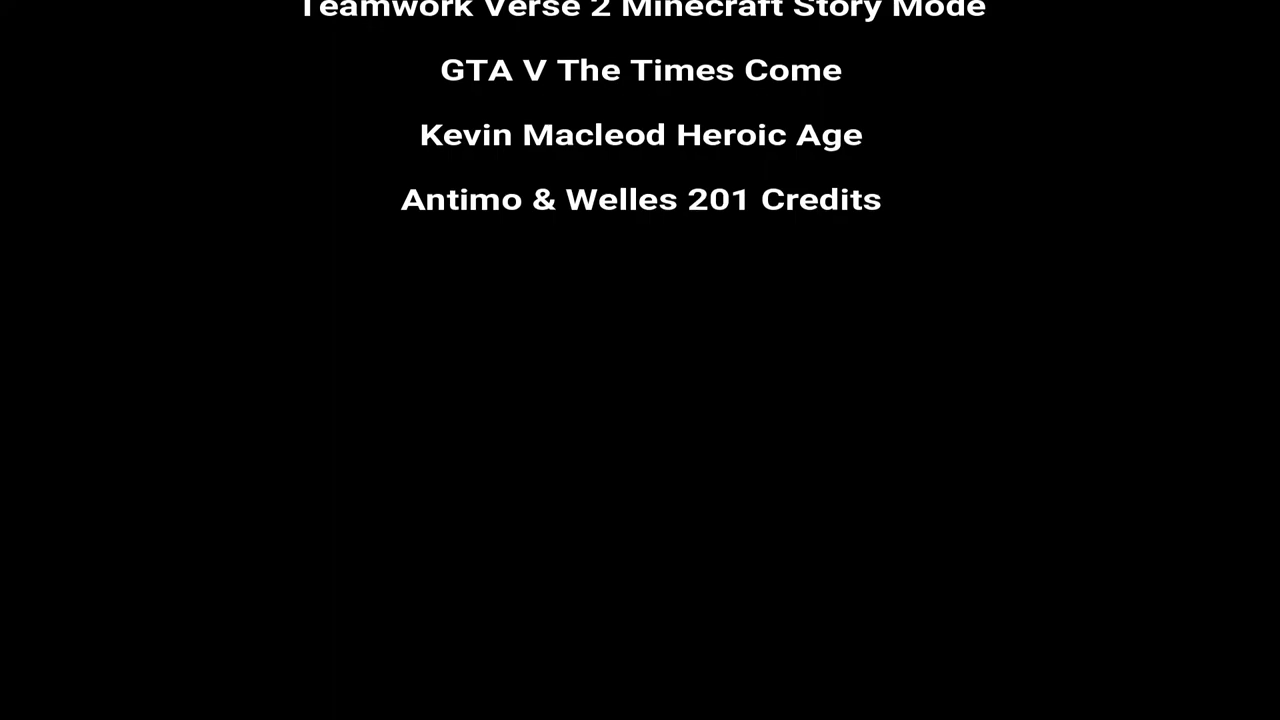 Teamwork Verse 2 Minecraft Story Mode
GTA V The Times Come
Kevin Macleod Heroic Age
Antimo & Welles 201 Credits